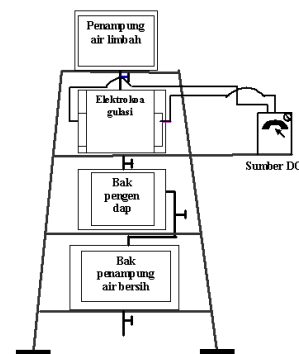 Penampung
air limbah
Elektrokoa
gulasi
Sumber DC
Bak
pengen
dap
Bak
penampung
air bersih